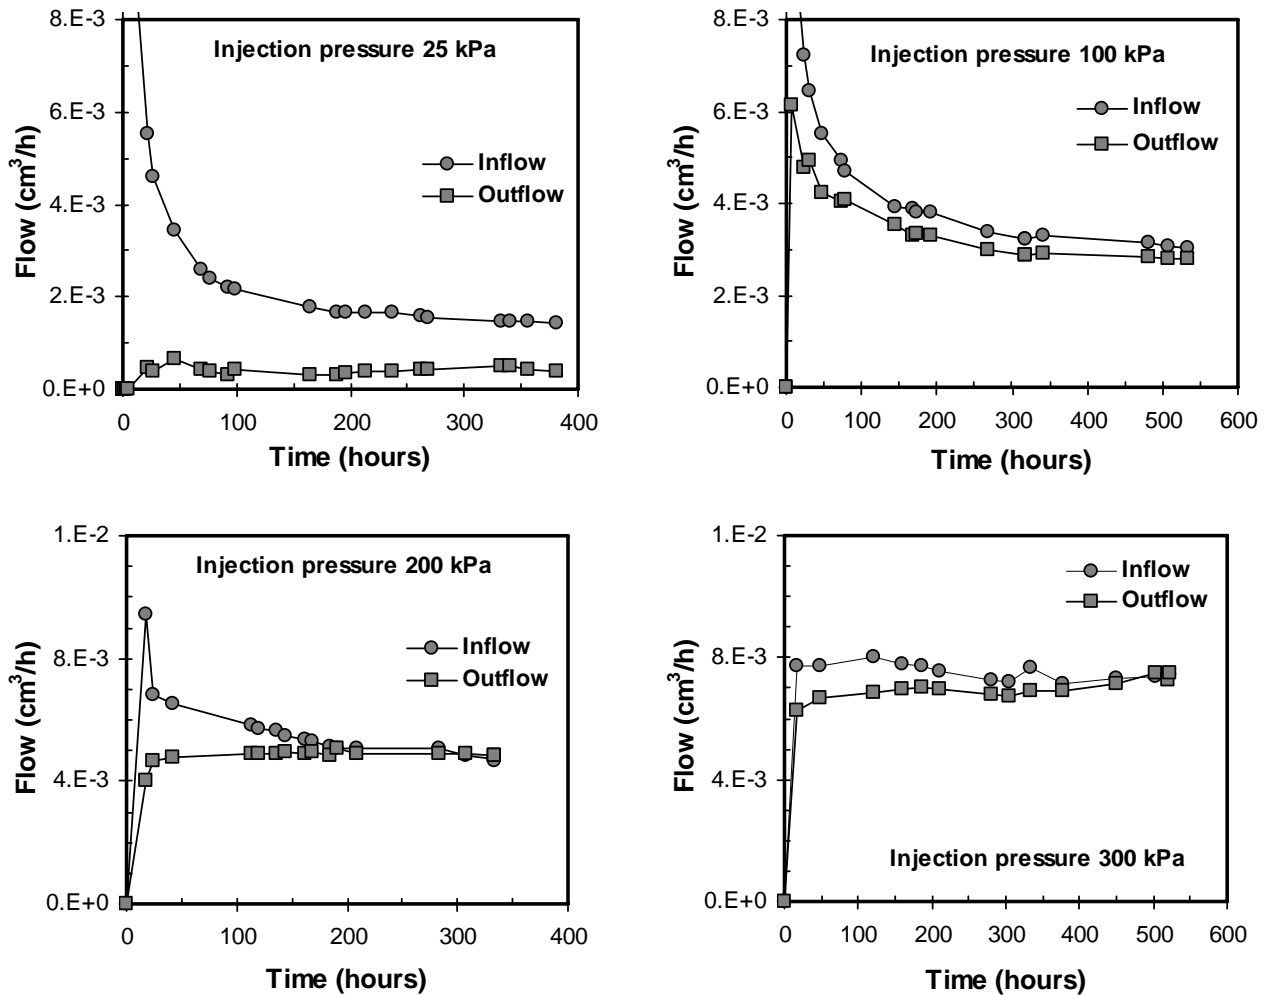 8.E-3
6.E-3
4.E-3
2.E-3
0.E+0
Flow (cm³/h)
Injection pressure 25 kPa
Inflow
Outflow
0 100 200 300 400
Time (hours)
8.E-3
6.E-3
4.E-3
2.E-3
0.E+0
Flow (cm³/h)
Injection pressure 100 kPa
Inflow
Outflow
0 100 200 300 400 500 600
Time (hours)
1.E-2
8.E-3
4.E-3
0.E+0
Flow (cm³/h)
Injection pressure 200 kPa
Inflow
Outflow
0 100 200 300 400
Time (hours)
1.E-2
8.E-3
4.E-3
0.E+0
Flow (cm³/h)
Inflow
Outflow
Injection pressure 300 kPa
0 100 200 300 400 500 600
Time (hours)